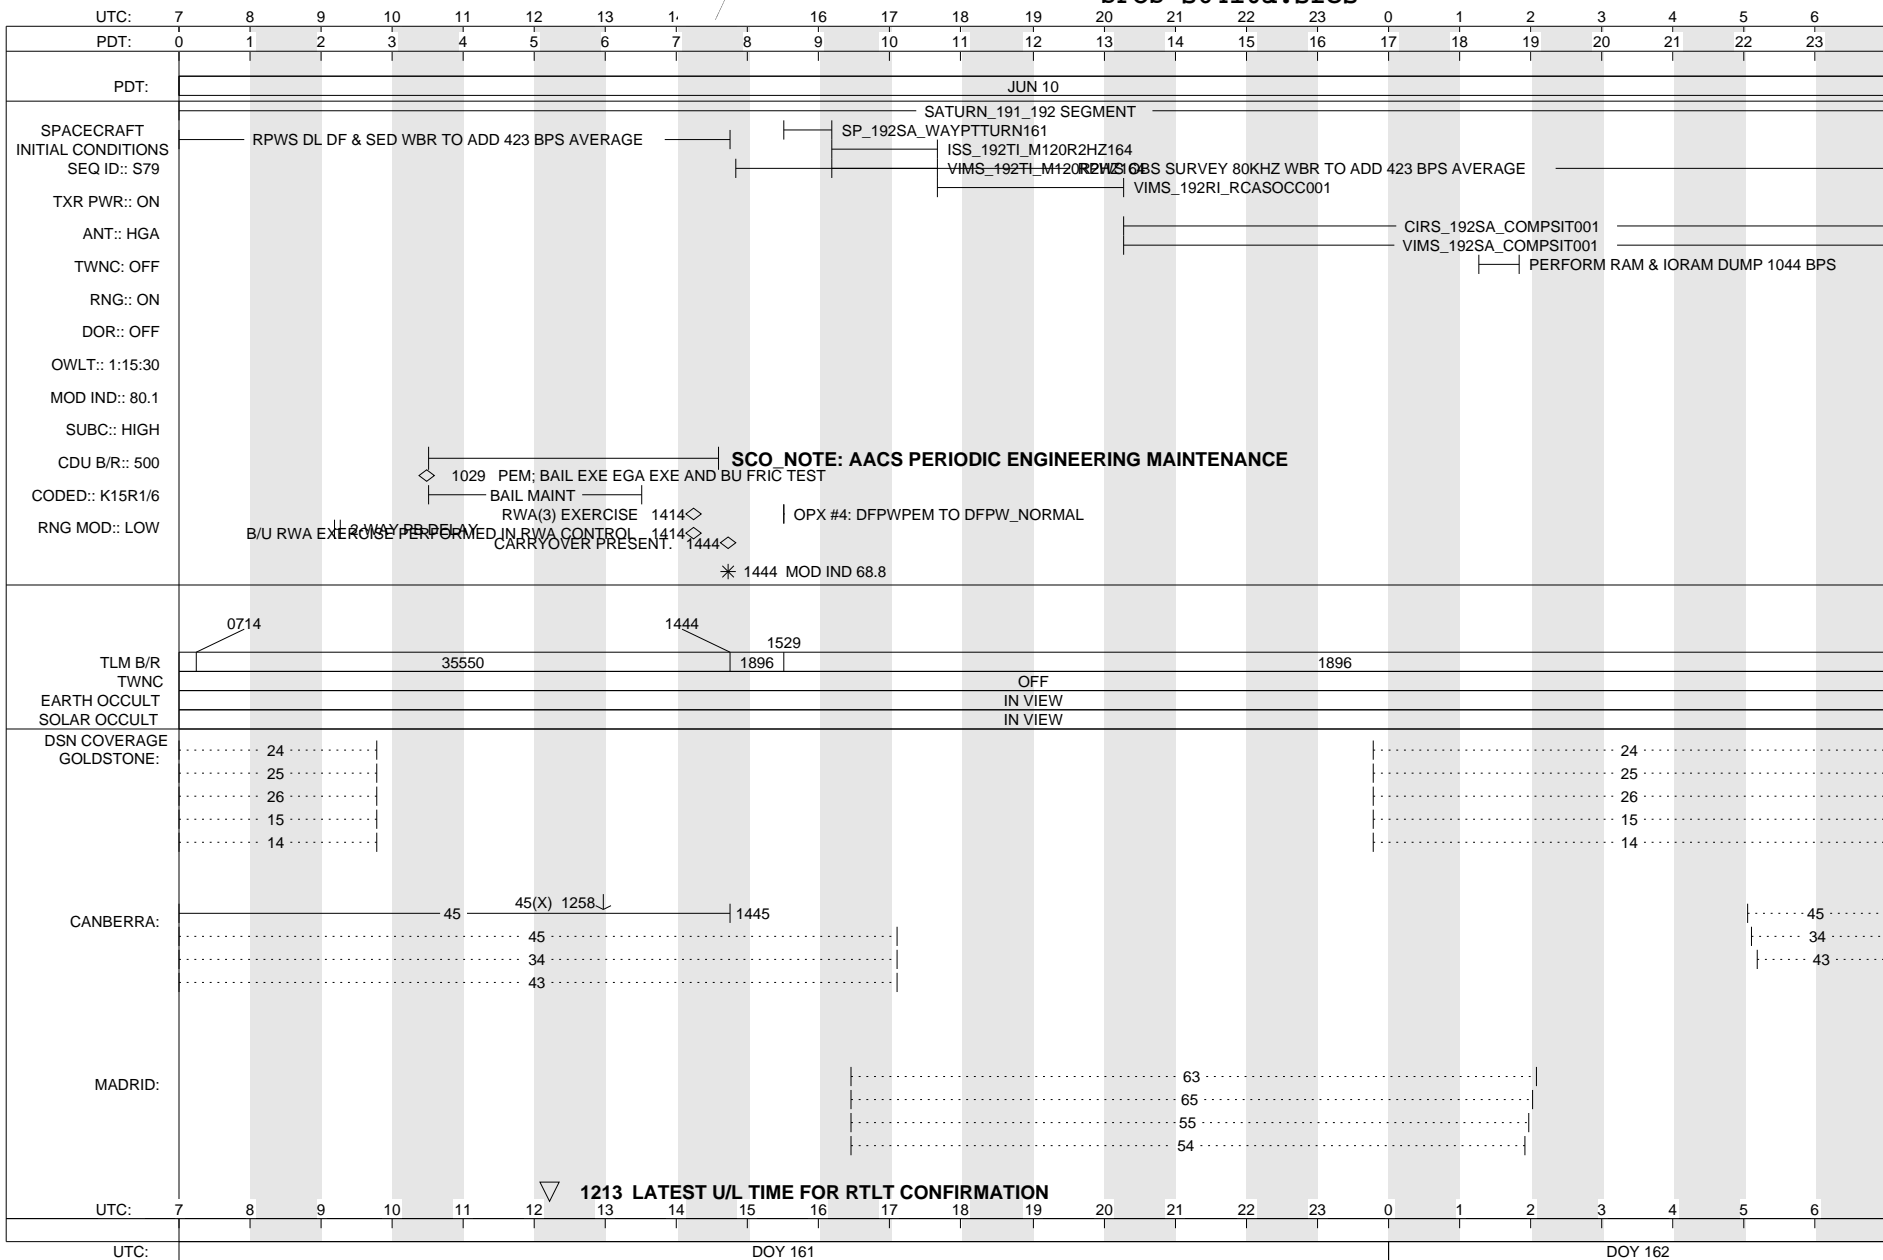 UTC: 7 8 9 10 11 12 13 16 17 18 19 20 21 22 23 0 1 2 3 4 5 6
PDT: 0 1 2 3 4 5 6 7 8 9 10 11 12 13 14 15 16 17 18 19 20 21 22 23
PDT: JUN 10
SATURN_191_192 SEGMENT
SPACECRAFT
INITIAL CONDITIONS
SP_192SA_WAYPTTURN161
RPWS DL DF & SED WBR TO ADD 423 BPS AVERAGE
ISS_192TI_M120R2HZ164
SEQ ID:: S79
VIMS_192TI_M120R2HZ164
RPWS OBS SURVEY 80KHZ WBR TO ADD 423 BPS AVERAGE
VIMS_192RI_RCASOCC001
TXR PWR:: ON
CIRS_192SA_COMPSIT001
ANT:: HGA
VIMS_192SA_COMPSIT001
TWNC: OFF
PERFORM RAM & IORAM DUMP 1044 BPS
RNG:: ON
DOR:: OFF
OWLT:: 1:15:30
MOD IND:: 80.1
SUBC:: HIGH
CDU B/R:: 500
SCO_NOTE: AACS PERIODIC ENGINEERING MAINTENANCE
1029 PEM; BAIL EXE EGA EXE AND BU FRIC TEST
CODED:: K15R1/6
BAIL MAINT
RWA(3) EXERCISE 1414
OPX #4: DFPWPEM TO DFPW_NORMAL
RNG MOD:: LOW
2-WAY RB DELAY
B/U RWA EXERCISE PERFORMED IN RWA CONTROL 1414
CARRYOVER PRESENT. 1444
1444 MOD IND 68.8
0714 1444
1529
TLM B/R 35550 1896 1896
TWNC OFF
EARTH OCCULT IN VIEW
SOLAR OCCULT IN VIEW
DSN COVERAGE
GOLDSTONE:
24 24
25 25
26 26
15 15
14 14
45(X) 1258
CANBERRA: 45 1445 45
45 34
34 43
43
MADRID:
63
65
55
54
1213 LATEST U/L TIME FOR RTLT CONFIRMATION
UTC: 7 8 9 10 11 12 13 14 15 16 17 18 19 20 21 22 23 0 1 2 3 4 5 6
UTC: DOY 161 DOY 162